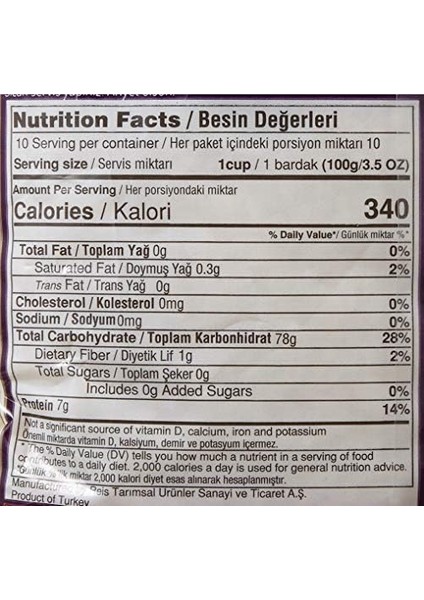 Nutrition Facts / Besin Değerleri
10 Serving per container / Her paket içindeki porsiyon miktarı 10
Serving size / Servis miktarı 1cup / 1 bardak (100g/3.5 OZ)
Amount Per Serving / Her porsiyondaki miktar
Calories / Kalori 340
% Daily Value* / Günlük miktar %*
Total Fat / Toplam Yağ 0g 0%
Saturated Fat / Doymuş Yağ 0.3g 2%
Trans Fat / Trans Yağ 0g
Cholesterol / Kolesterol 0mg 0%
Sodium / Sodyum 0mg 0%
Total Carbohydrate / Toplam Karbonhidrat 78g 28%
Dietary Fiber / Diyetik Lif 1g 2%
Total Sugars / Toplam Şeker 0g
Includes 0g Added Sugars 0%
Protein 7g 14%
Not a significant source of vitamin D, calcium, iron and potassium
Önemli miktarda vitamin D, kalsiyum, demir ve potasyum içermez.
* The % Daily Value (DV) tells you how much a nutrient in a serving of food
contributes to a daily diet. 2,000 calories a day is used for general nutrition advice.
*Günlük % lik miktar 2,000 kalori diyet esas alınarak hesaplanmıştır.
Reis Tarımsal Ürünler Sanayi ve Ticaret A.Ş.
Product of Turkey